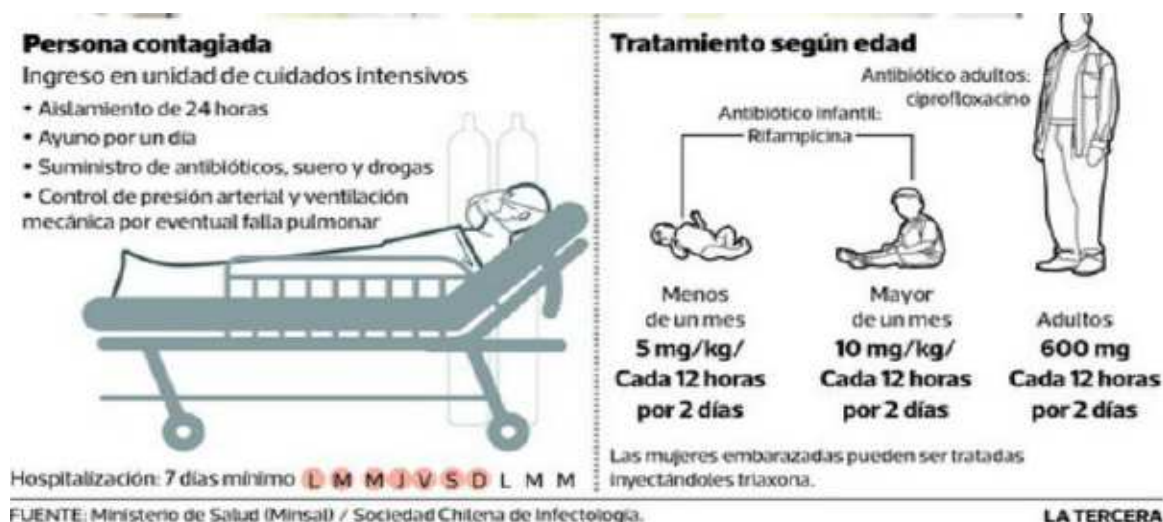 Persona contagiada
Ingreso en unidad de cuidados intensivos
• Aislamiento de 24 horas
• Ayuno por un día
• Suministro de antibióticos, suero y drogas
• Control de presión arterial y ventilación
mecánica por eventual falla pulmonar
Hospitalización: 7 días mínimo L M M J V S D L M M
Tratamiento según edad
Antibiótico adultos:
ciprofloxacino
Antibiótico infantil:
Rifampicina
Menos
de un mes
5 mg/kg/
Cada 12 horas
por 2 días
Mayor
de un mes
10 mg/kg/
Cada 12 horas
por 2 días
Adultos
600 mg
Cada 12 horas
por 2 días
Las mujeres embarazadas pueden ser tratadas
inyectándoles triaxona.
FUENTE: Ministerio de Salud (Minsal) / Sociedad Chilena de Infectología.
LA TERCERA